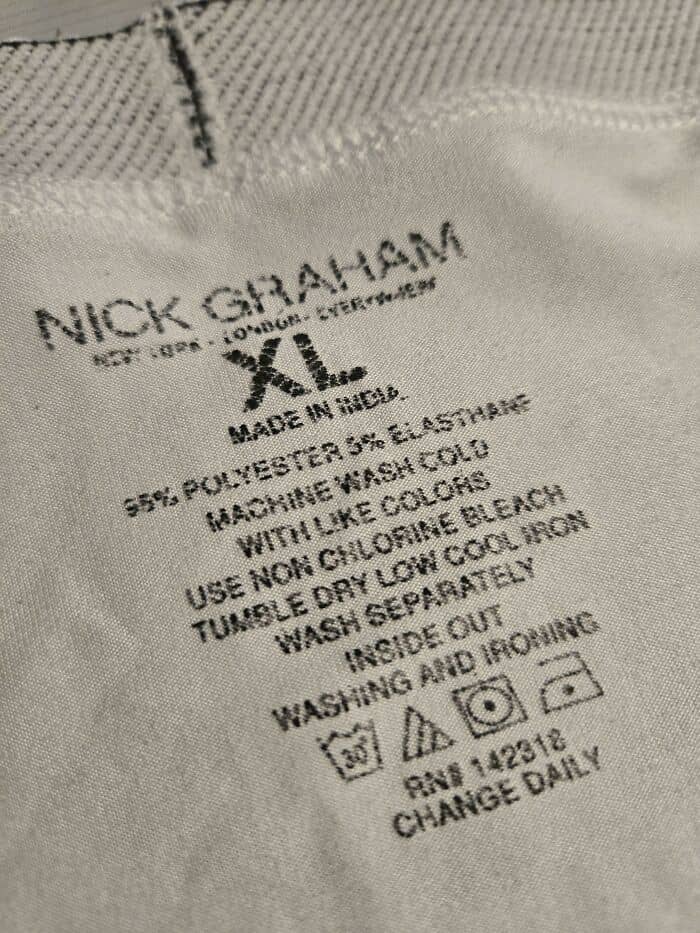 NICK GRAHAM
NEW YORK - LONDON - EVERYWHERE
XL
MADE IN INDIA.
95% POLYESTER 5% ELASTHANE
MACHINE WASH COLD
WITH LIKE COLORS
USE NON CHLORINE BLEACH
TUMBLE DRY LOW COOL IRON
WASH SEPARATELY
INSIDE OUT
WASHING AND IRONING
30°
RN# 142318
CHANGE DAILY